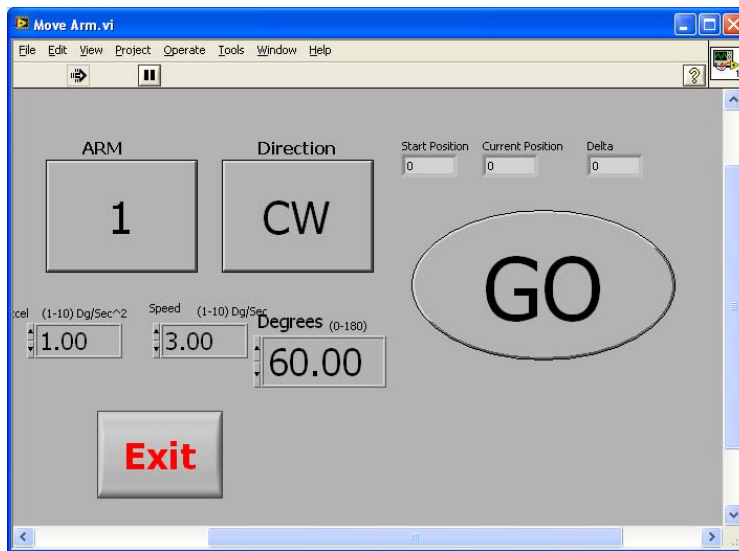 Move Arm.vi
File Edit View Project Operate Tools Window Help
ARM
1
Direction
CW
Start Position Current Position Delta
0 0 0
GO
xcel (1-10) Dg/Sec^2
1.00
Speed (1-10) Dg/Sec
3.00
Degrees (0-180)
60.00
Exit